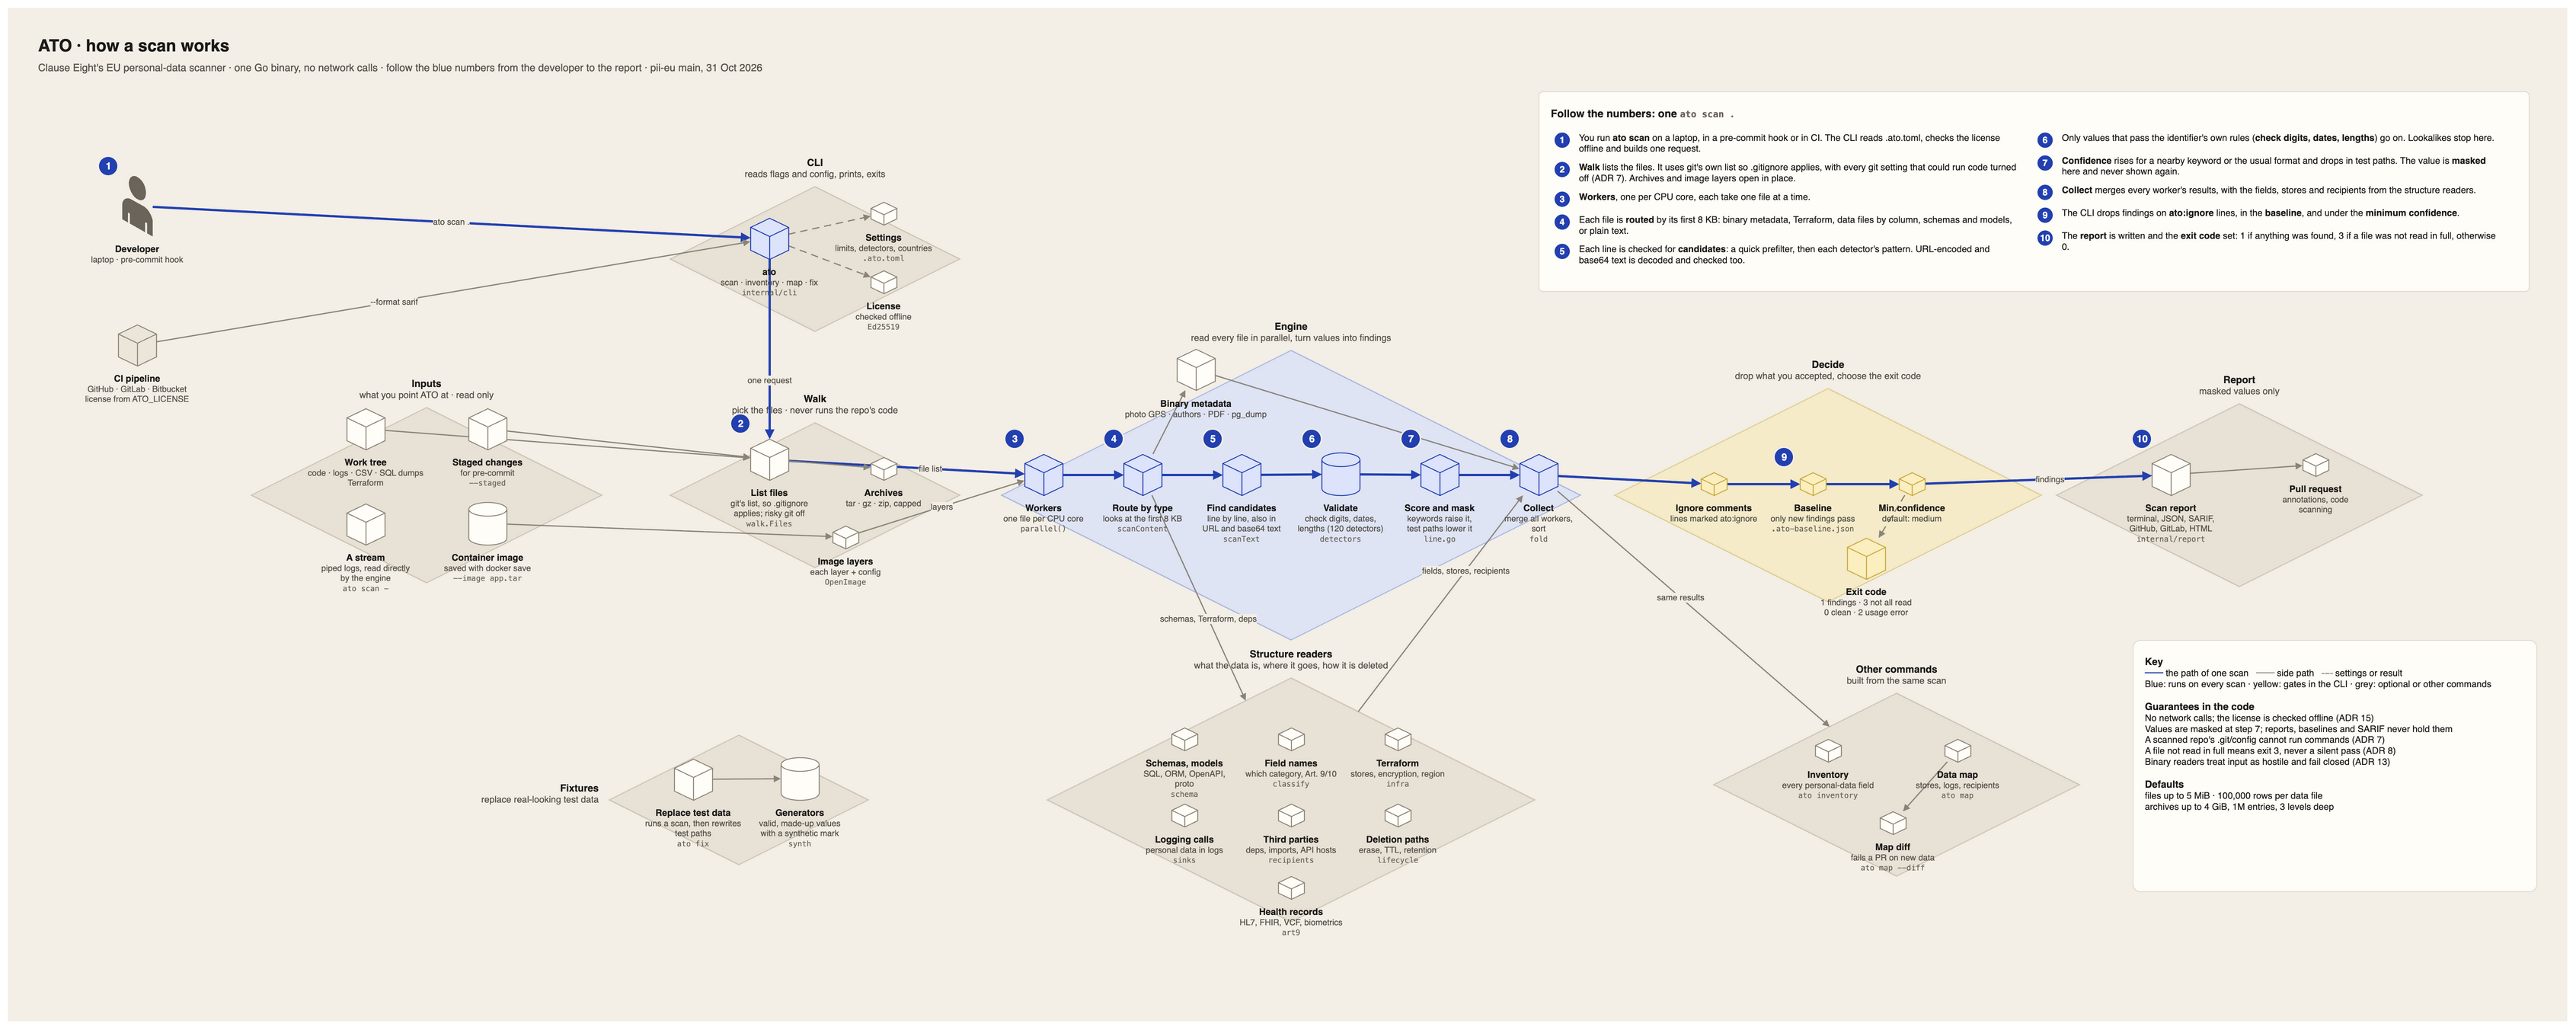 ATO · how a scan works
Clause Eight's EU personal-data scanner · one Go binary, no network calls · follow the blue numbers from the developer to the report · pii-eu main, 31 Oct 2026
Follow the numbers: one ato scan .
1 You run ato scan on a laptop, in a pre-commit hook or in CI. The CLI reads .ato.toml, checks the license
offline and builds one request.
2 Walk lists the files. It uses git's own list so .gitignore applies, with every git setting that could run code turned
off (ADR 7). Archives and image layers open in place.
3 Workers, one per CPU core, each take one file at a time.
4 Each file is routed by its first 8 KB: binary metadata, Terraform, data files by column, schemas and models,
or plain text.
5 Each line is checked for candidates: a quick prefilter, then each detector's pattern. URL-encoded and
base64 text is decoded and checked too.
6 Only values that pass the identifier's own rules (check digits, dates, lengths) go on. Lookalikes stop here.
7 Confidence rises for a nearby keyword or the usual format and drops in test paths. The value is masked
here and never shown again.
8 Collect merges every worker's results, with the fields, stores and recipients from the structure readers.
9 The CLI drops findings on ato:ignore lines, in the baseline, and under the minimum confidence.
10 The report is written and the exit code set: 1 if anything was found, 3 if a file was not read in full, otherwise
0.
1
Developer
laptop · pre-commit hook
ato scan .
--format sarif
CI pipeline
GitHub · GitLab · Bitbucket
license from ATO_LICENSE
CLI
reads flags and config, prints, exits
ato
scan · inventory · map · fix
internal/cli
Settings
limits, detectors, countries
.ato.toml
License
checked offline
Ed25519
one request
Inputs
what you point ATO at · read only
Work tree
code · logs · CSV · SQL dumps
Terraform
Staged changes
for pre-commit
--staged
A stream
piped logs, read directly
by the engine
ato scan -
Container image
saved with docker save
--image app.tar
Walk
pick the files · never runs the repo's code
2
List files
git's list, so .gitignore
applies; risky git off
walk.Files
Archives
tar · gz · zip, capped
Image layers
each layer + config
OpenImage
file list
layers
Engine
read every file in parallel, turn values into findings
Binary metadata
photo GPS · authors · PDF · pg_dump
3
Workers
one file per CPU core
parallel()
4
Route by type
looks at the first 8 KB
scanContent
5
Find candidates
line by line, also in
URL and base64 text
scanText
6
Validate
check digits, dates,
lengths (120 detectors)
detectors
7
Score and mask
keywords raise it,
test paths lower it
line.go
8
Collect
merge all workers,
sort
fold
fields, stores, recipients
schemas, Terraform, deps
same results
Decide
drop what you accepted, choose the exit code
9
Ignore comments
lines marked ato:ignore
Baseline
only new findings pass
.ato-baseline.json
Min confidence
default: medium
Exit code
1 findings · 3 not all read
0 clean · 2 usage error
findings
Report
masked values only
10
Scan report
terminal, JSON, SARIF,
GitHub, GitLab, HTML
internal/report
Pull request
annotations, code
scanning
Structure readers
what the data is, where it goes, how it is deleted
Schemas, models
SQL, ORM, OpenAPI,
proto
schema
Field names
which category, Art. 9/10
classify
Terraform
stores, encryption, region
infra
Logging calls
personal data in logs
sinks
Third parties
deps, imports, API hosts
recipients
Deletion paths
erase, TTL, retention
lifecycle
Health records
HL7, FHIR, VCF, biometrics
art9
Fixtures
replace real-looking test data
Replace test data
runs a scan, then rewrites
test paths
ato fix
Generators
valid, made-up values
with a synthetic mark
synth
Other commands
built from the same scan
Inventory
every personal-data field
ato inventory
Data map
stores, logs, recipients
ato map
Map diff
fails a PR on new data
ato map --diff
Key
the path of one scan side path settings or result
Blue: runs on every scan · yellow: gates in the CLI · grey: optional or other commands
Guarantees in the code
No network calls; the license is checked offline (ADR 15)
Values are masked at step 7; reports, baselines and SARIF never hold them
A scanned repo's .git/config cannot run commands (ADR 7)
A file not read in full means exit 3, never a silent pass (ADR 8)
Binary readers treat input as hostile and fail closed (ADR 13)
Defaults
files up to 5 MiB · 100,000 rows per data file
archives up to 4 GiB, 1M entries, 3 levels deep